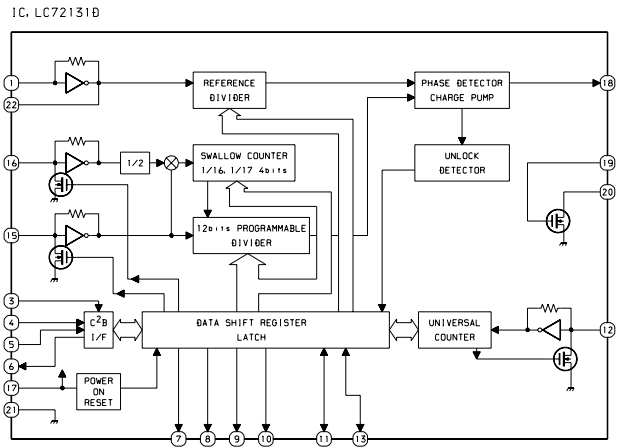 IC, LC72131D
1
22
REFERENCE
DIVIDER
PHASE DETECTOR
CHARGE PUMP
18
16
1/2
SWALLOW COUNTER
1/16, 1/17 4bits
UNLOCK
DETECTOR
19
20
15
12bits PROGRAMMABLE
DIVIDER
3
4
5
6
C²B
I/F
DATA SHIFT REGISTER
LATCH
UNIVERSAL
COUNTER
12
17
POWER
ON
RESET
21
7
8
9
10
11
13